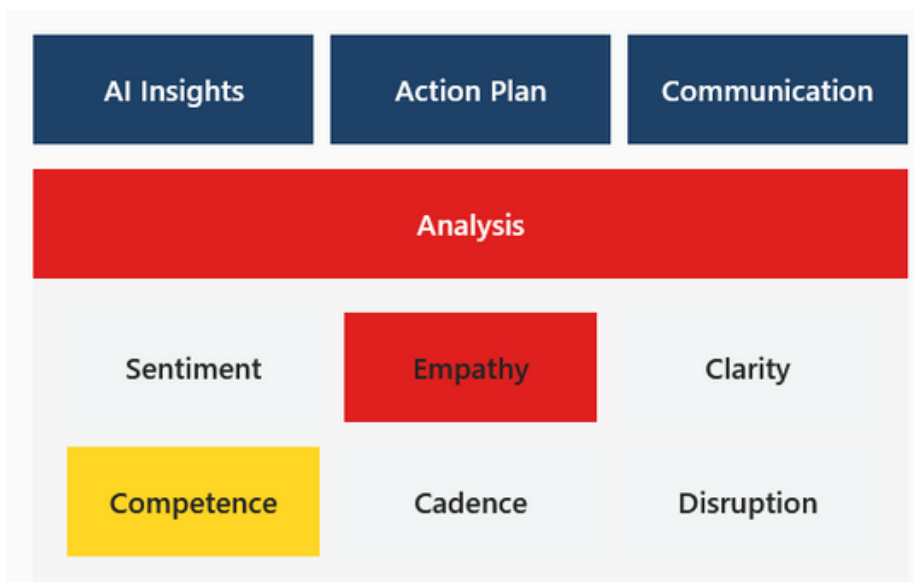 AI Insights
Action Plan
Communication
Analysis
Sentiment
Empathy
Clarity
Competence
Cadence
Disruption